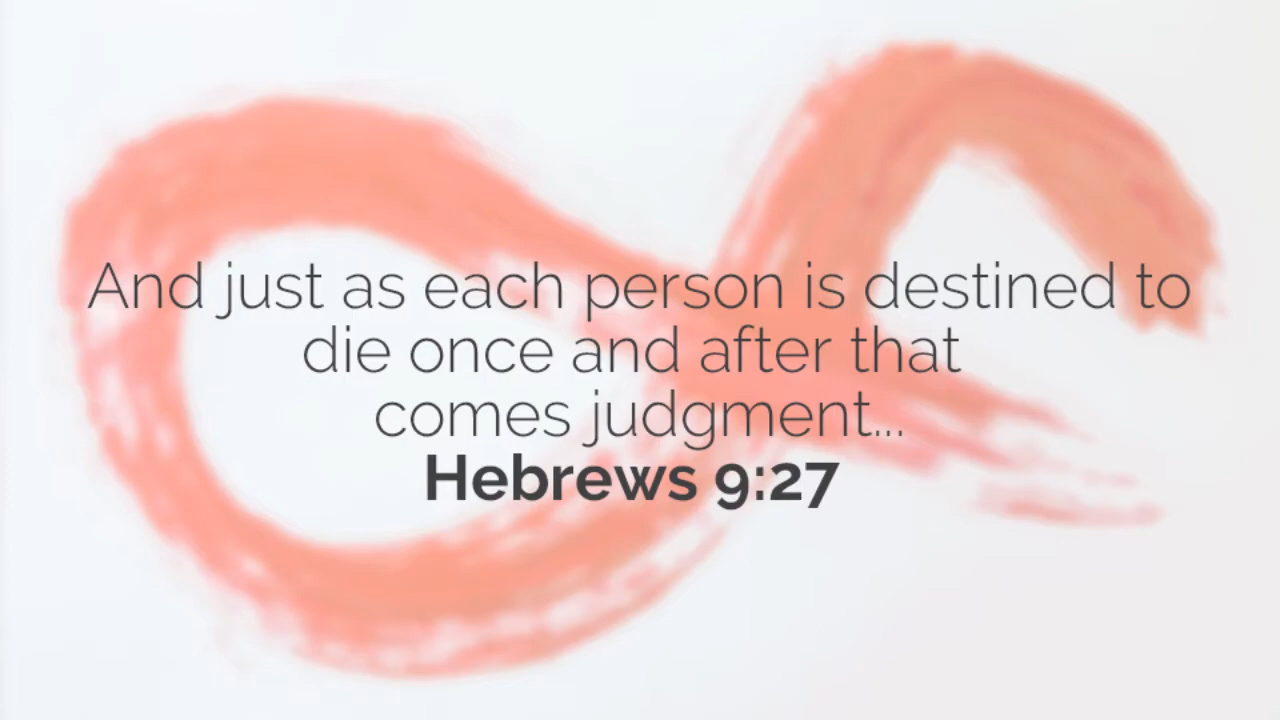 And just as each person is destined to
die once and after that
comes judgment...
Hebrews 9:27